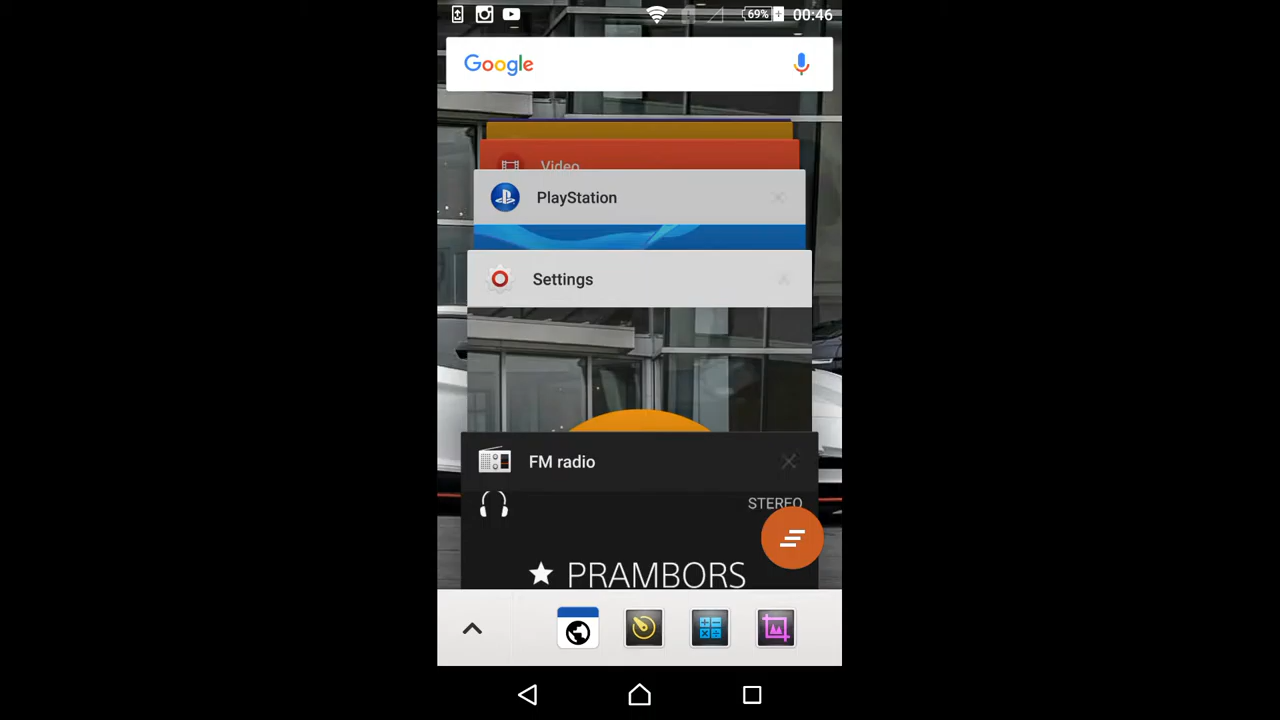 69%
00:46
Google
Video
PlayStation
Settings
FM radio
STEREO
PRAMBORS